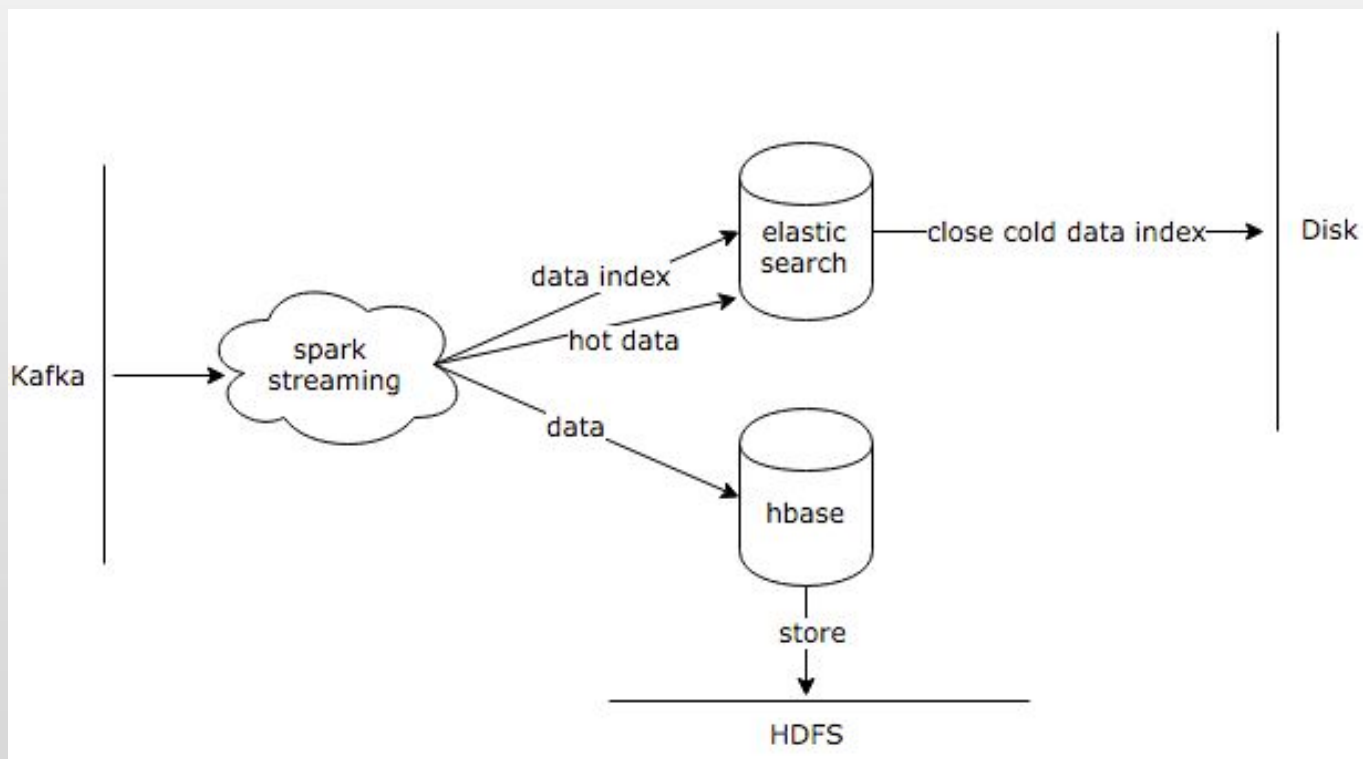 Kafka
spark
streaming
data index
hot data
data
elastic
search
close cold data index
Disk
hbase
store
HDFS